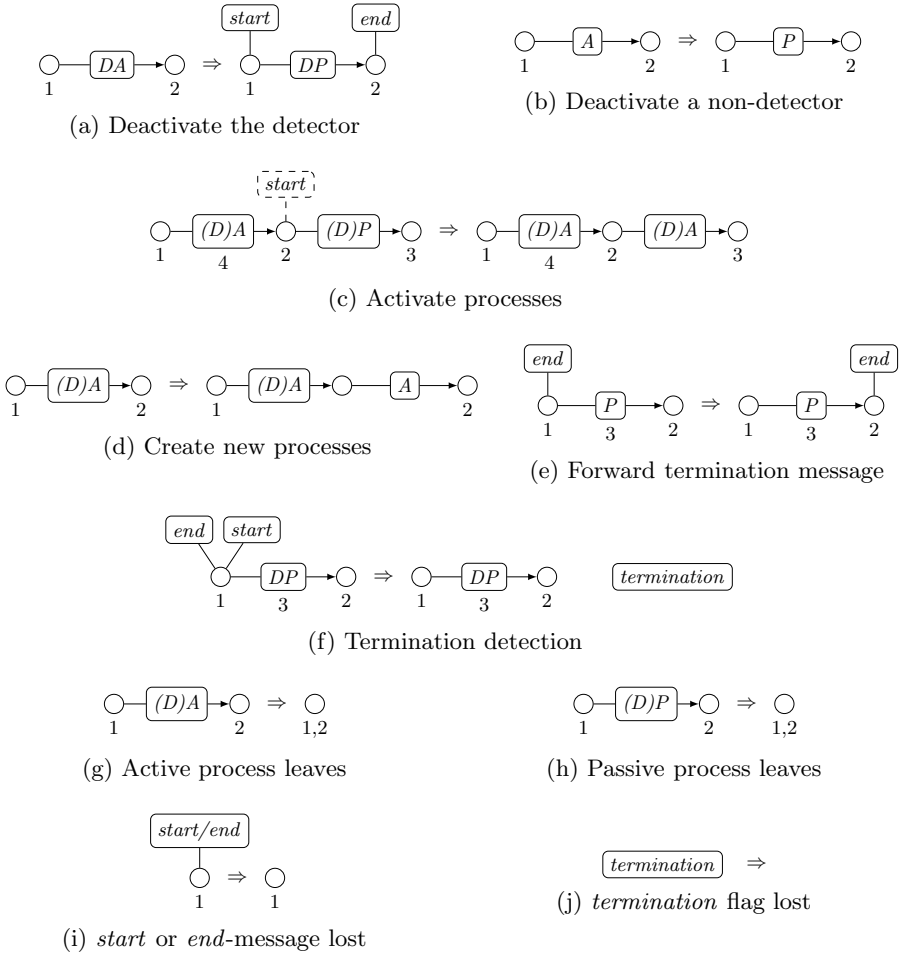 start end
DA ⇒ DP
1 2 1 2
(a) Deactivate the detector
A ⇒ P
1 2 1 2
(b) Deactivate a non-detector
start
(D)A (D)P ⇒ (D)A (D)A
1 4 2 3 1 4 2 3
(c) Activate processes
(D)A ⇒ (D)A A
1 2 1 2
(d) Create new processes
end end
P ⇒ P
1 3 2 1 3 2
(e) Forward termination message
end start
DP ⇒ DP termination
1 3 2 1 3 2
(f) Termination detection
(D)A ⇒
1 2 1,2
(g) Active process leaves
(D)P ⇒
1 2 1,2
(h) Passive process leaves
start/end
⇒
1 1
(i) start or end-message lost
termination ⇒
(j) termination flag lost